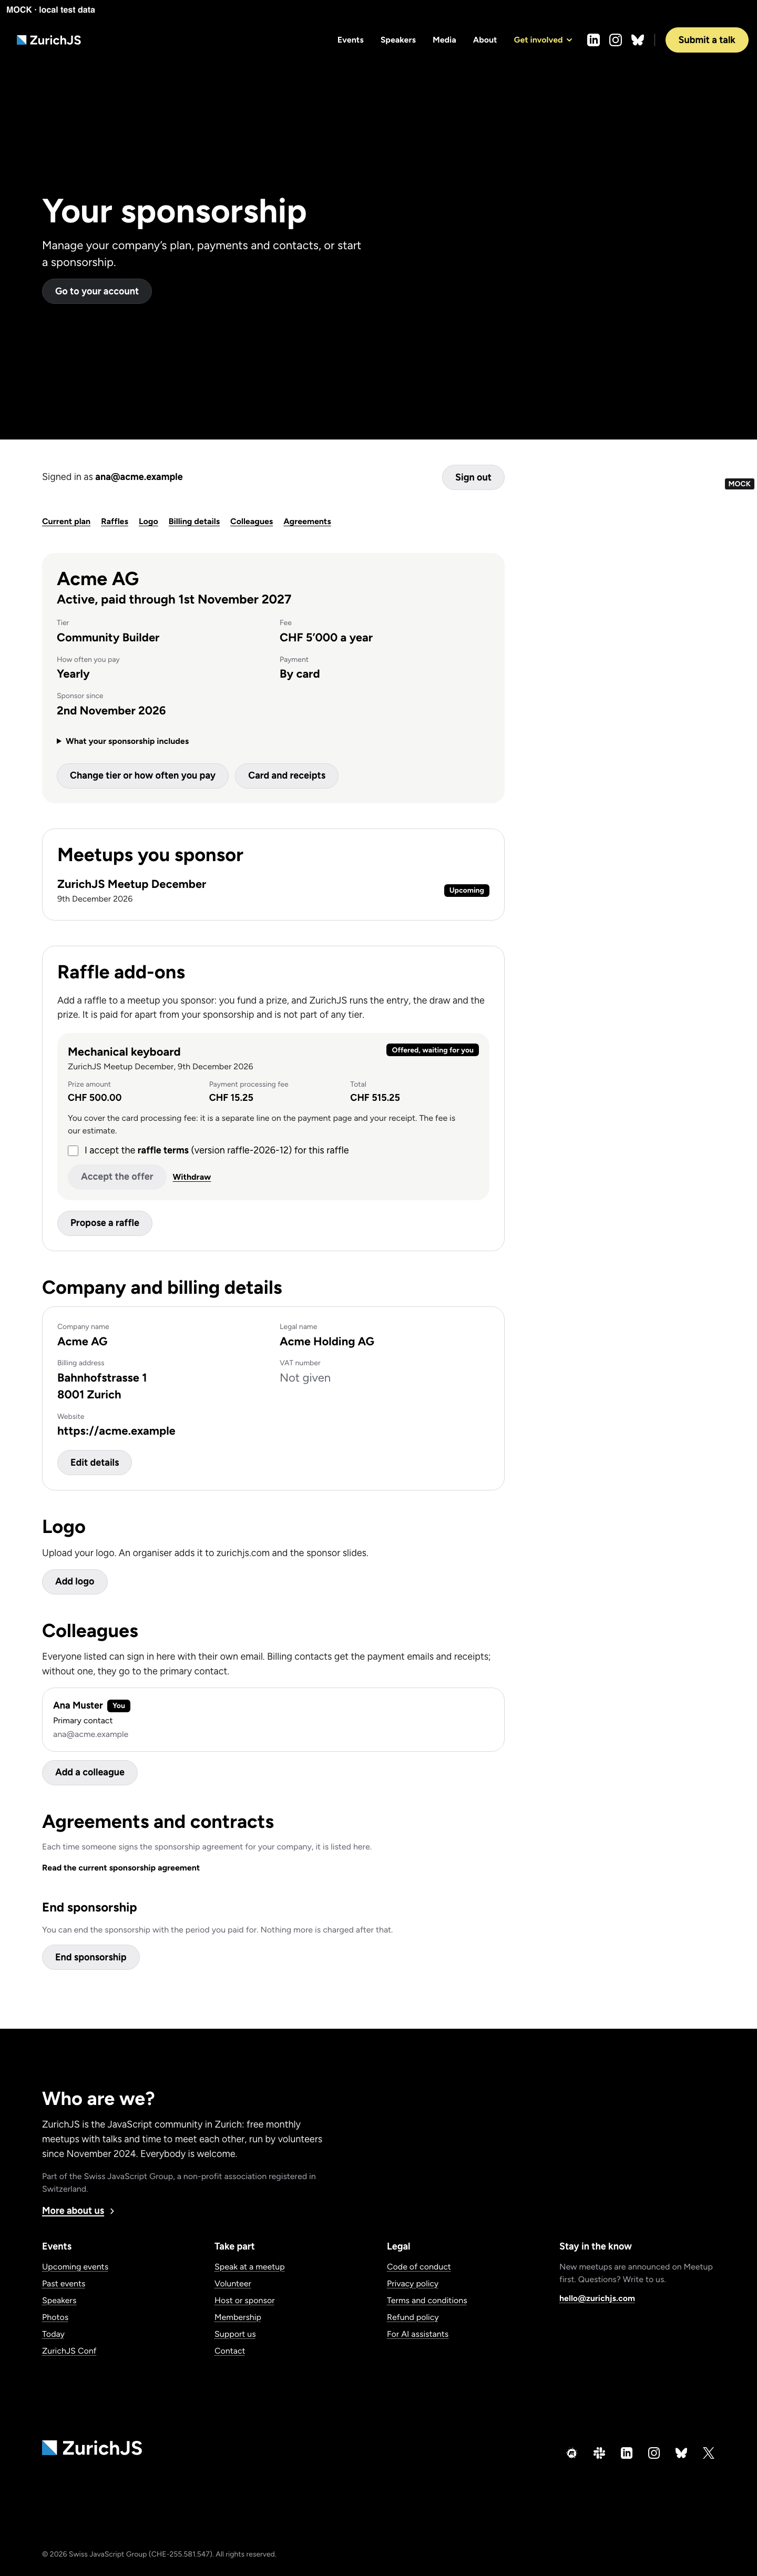 MOCK · local test data
ZurichJS
Events
Speakers
Media
About
Get involved
Submit a talk
Your sponsorship
Manage your company's plan, payments and contacts, or start
a sponsorship.
Go to your account
Signed in as ana@acme.example
Sign out
MOCK
Current plan
Raffles
Logo
Billing details
Colleagues
Agreements
Acme AG
Active, paid through 1st November 2027
Tier
Community Builder
Fee
CHF 5’000 a year
How often you pay
Yearly
Payment
By card
Sponsor since
2nd November 2026
What your sponsorship includes
Change tier or how often you pay
Card and receipts
Meetups you sponsor
ZurichJS Meetup December
9th December 2026
Upcoming
Raffle add-ons
Add a raffle to a meetup you sponsor: you fund a prize, and ZurichJS runs the entry, the draw and the
prize. It is paid for apart from your sponsorship and is not part of any tier.
Mechanical keyboard
Offered, waiting for you
ZurichJS Meetup December, 9th December 2026
Prize amount
CHF 500.00
Payment processing fee
CHF 15.25
Total
CHF 515.25
You cover the card processing fee: it is a separate line on the payment page and your receipt. The fee is
our estimate.
I accept the raffle terms (version raffle-2026-12) for this raffle
Accept the offer
Withdraw
Propose a raffle
Company and billing details
Company name
Acme AG
Legal name
Acme Holding AG
Billing address
Bahnhofstrasse 1
8001 Zurich
VAT number
Not given
Website
https://acme.example
Edit details
Logo
Upload your logo. An organiser adds it to zurichjs.com and the sponsor slides.
Add logo
Colleagues
Everyone listed can sign in here with their own email. Billing contacts get the payment emails and receipts;
without one, they go to the primary contact.
Ana Muster
You
Primary contact
ana@acme.example
Add a colleague
Agreements and contracts
Each time someone signs the sponsorship agreement for your company, it is listed here.
Read the current sponsorship agreement
End sponsorship
You can end the sponsorship with the period you paid for. Nothing more is charged after that.
End sponsorship
Who are we?
ZurichJS is the JavaScript community in Zurich: free monthly
meetups with talks and time to meet each other, run by volunteers
since November 2024. Everybody is welcome.
Part of the Swiss JavaScript Group, a non-profit association registered in
Switzerland.
More about us
Events
Upcoming events
Past events
Speakers
Photos
Today
ZurichJS Conf
Take part
Speak at a meetup
Volunteer
Host or sponsor
Membership
Support us
Contact
Legal
Code of conduct
Privacy policy
Terms and conditions
Refund policy
For AI assistants
Stay in the know
New meetups are announced on Meetup
first. Questions? Write to us.
hello@zurichjs.com
ZurichJS
© 2026 Swiss JavaScript Group (CHE-255.581.547). All rights reserved.